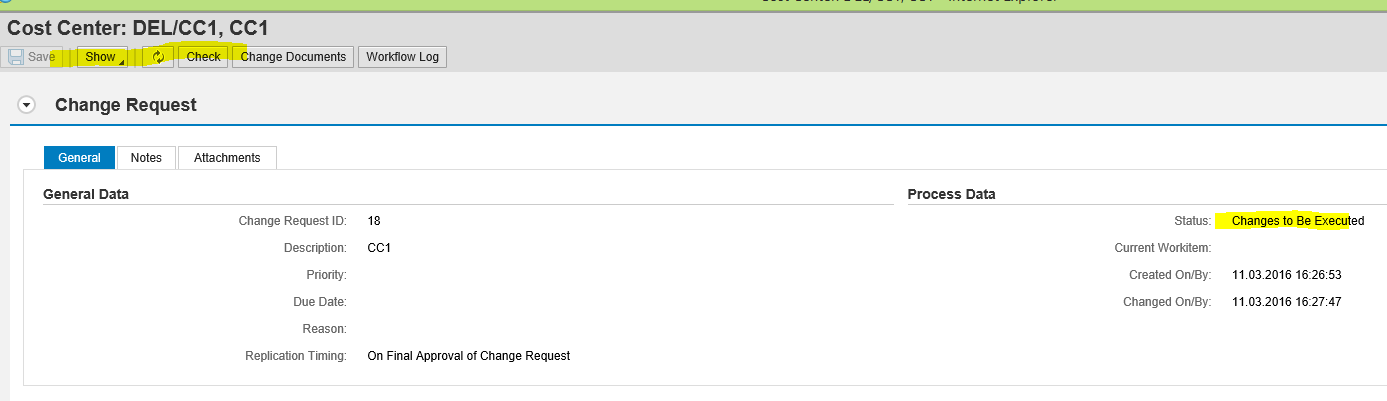 Cost Center: DEL/CC1, CC1
Save Show Check Change Documents Workflow Log
Change Request
General Notes Attachments
General Data
Change Request ID: 18
Description: CC1
Priority:
Due Date:
Reason:
Replication Timing: On Final Approval of Change Request
Process Data
Status: Changes to Be Executed
Current Workitem:
Created On/By: 11.03.2016 16:26:53
Changed On/By: 11.03.2016 16:27:47